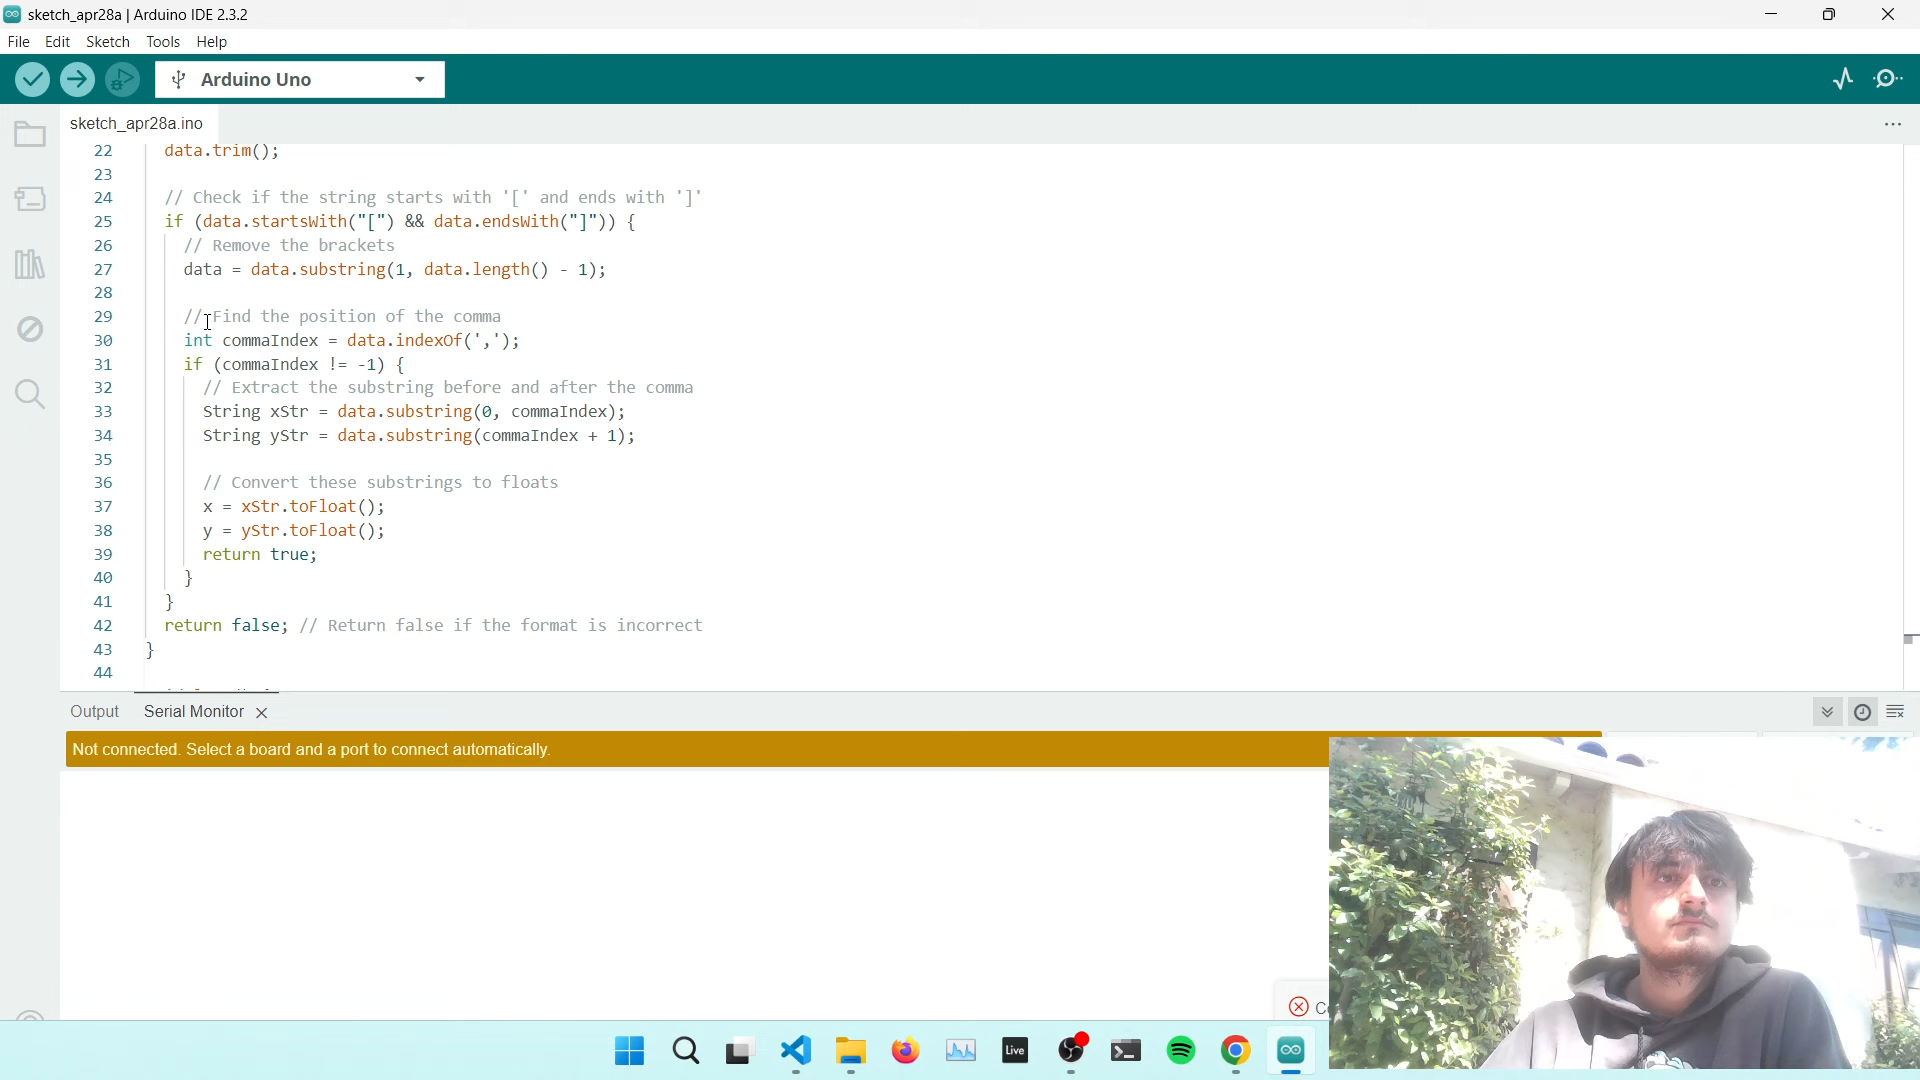 sketch_apr28a | Arduino IDE 2.3.2
File Edit Sketch Tools Help
Arduino Uno
sketch_apr28a.ino
22 data.trim();
23
24 // Check if the string starts with '[' and ends with ']'
25 if (data.startsWith("[") && data.endsWith("]")) {
26 // Remove the brackets
27 data = data.substring(1, data.length() - 1);
28
29 // Find the position of the comma
30 int commaIndex = data.indexOf(',');
31 if (commaIndex != -1) {
32 // Extract the substring before and after the comma
33 String xStr = data.substring(0, commaIndex);
34 String yStr = data.substring(commaIndex + 1);
35
36 // Convert these substrings to floats
37 x = xStr.toFloat();
38 y = yStr.toFloat();
39 return true;
40 }
41 }
42 return false; // Return false if the format is incorrect
43 }
44
Output Serial Monitor
Not connected. Select a board and a port to connect automatically.
Live